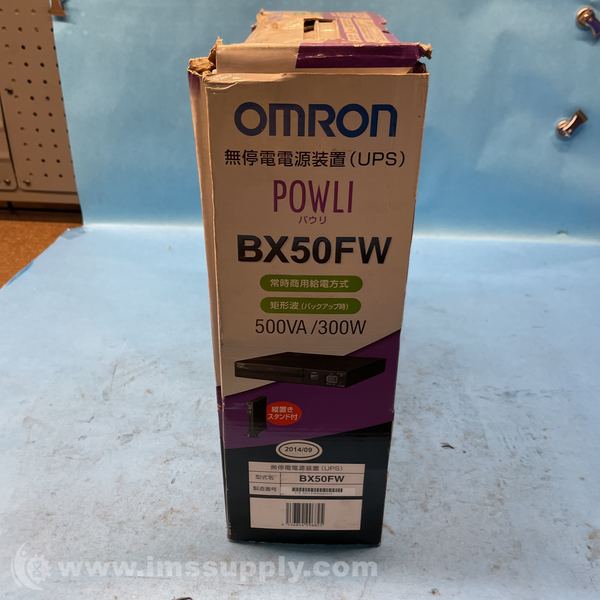 OMRON
無停電電源装置(UPS)
POWLI
パウリ
BX50FW
常時商用給電方式
矩形波(バックアップ時)
500VA/300W
縦置き
スタンド付
2014/09
無停電電源装置(UPS)
型式名 BX50FW
製造番号
www.imssupply.com